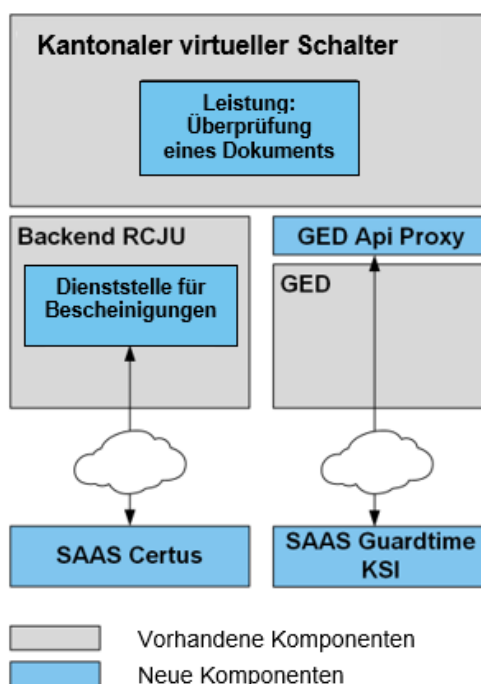 Kantonaler virtueller Schalter
Leistung:
Überprüfung
eines Dokuments
Backend RCJU
Dienststelle für
Bescheinigungen
GED Api Proxy
GED
SAAS Certus
SAAS Guardtime
KSI
Vorhandene Komponenten
Neue Komponenten